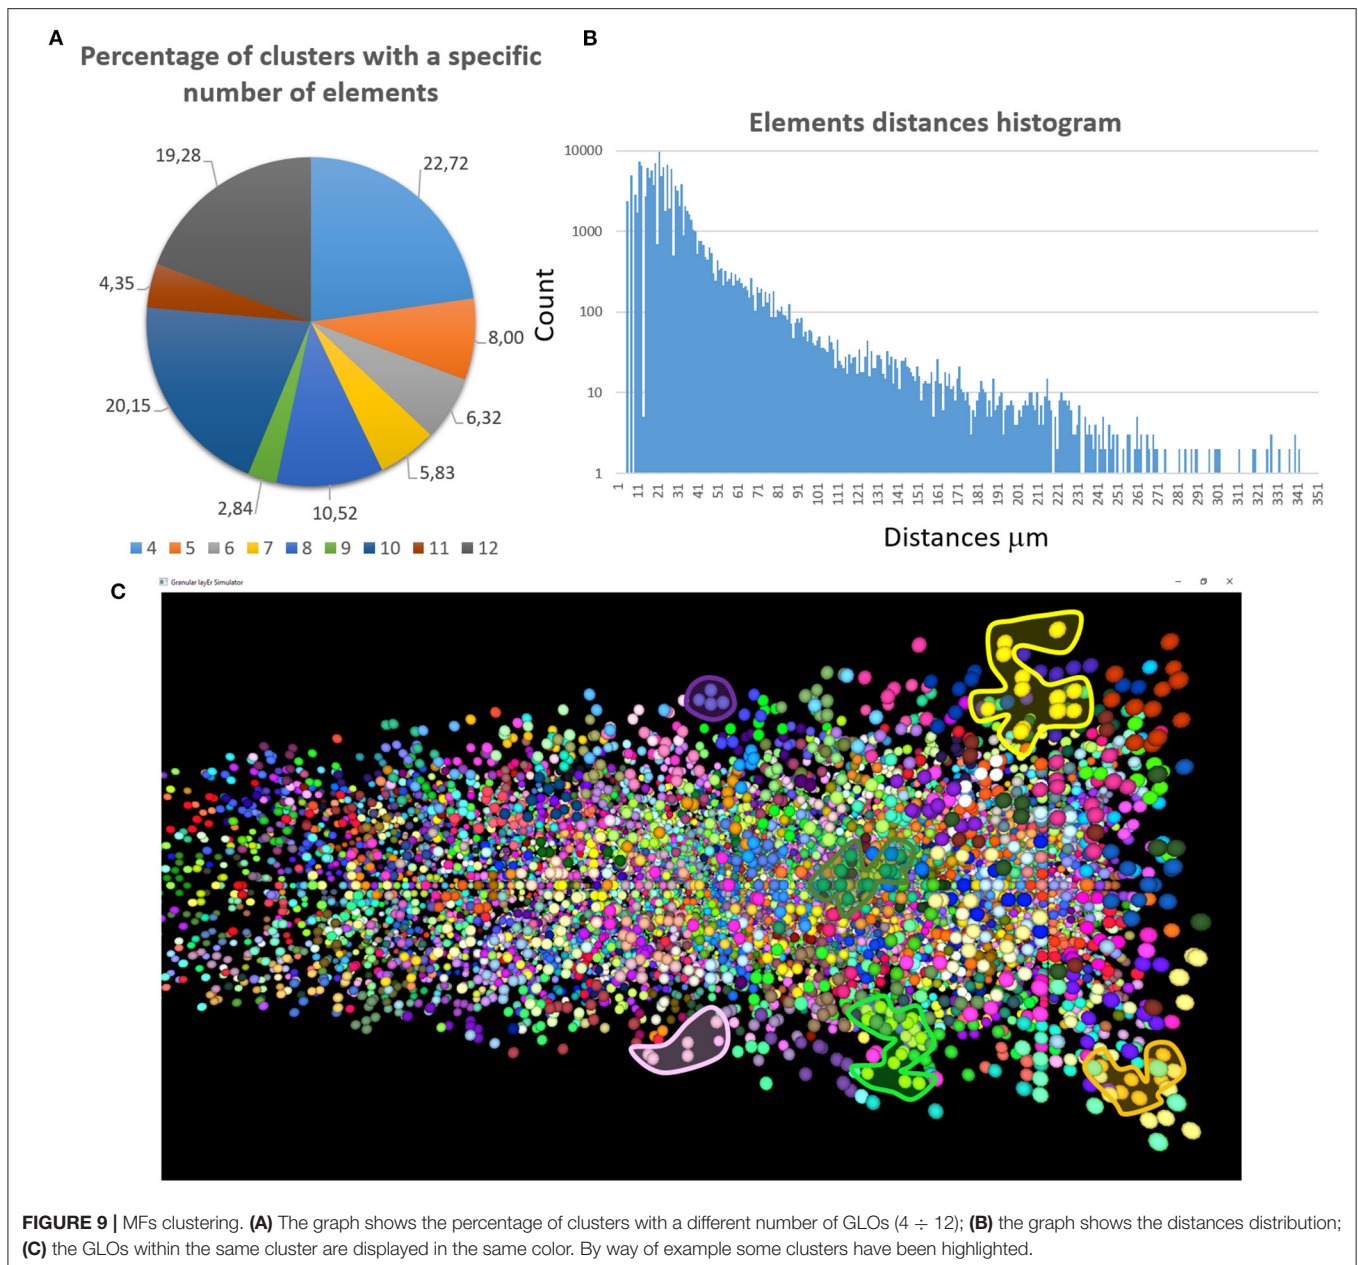 A
Percentage of clusters with a specific
number of elements
19,28
22,72
4,35
8,00
20,15
6,32
5,83
2,84
10,52
4 5 6 7 8 9 10 11 12
B
Elements distances histogram
10000
1000
100
10
1
Count
1 11 21 31 41 51 61 71 81 91 101 111 121 131 141 151 161 171 181 191 201 211 221 231 241 251 261 271 281 291 301 311 321 331 341 351
Distances μm
C
Granular layEr Simulator
FIGURE 9 | MFs clustering. (A) The graph shows the percentage of clusters with a different number of GLOs (4 ÷ 12); (B) the graph shows the distances distribution;
(C) the GLOs within the same cluster are displayed in the same color. By way of example some clusters have been highlighted.